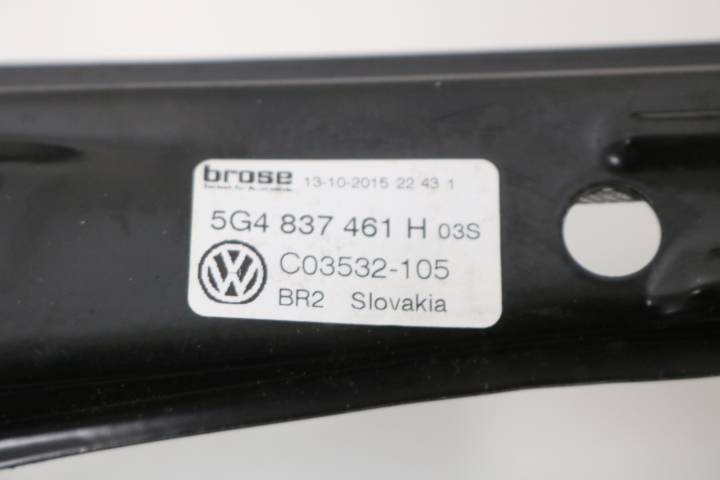 brose 13-10-2015 22 43 1
5G4 837 461 H 03S
C03532-105
BR2 Slovakia